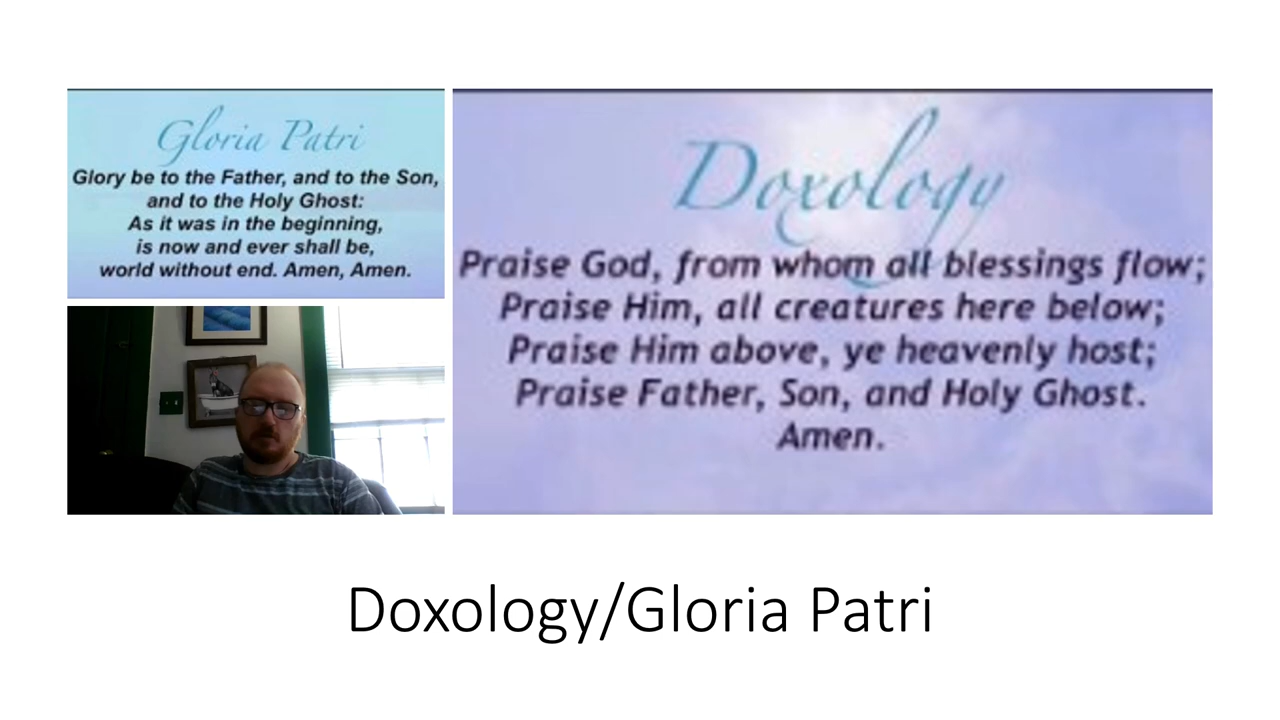 Gloria Patri
Glory be to the Father, and to the Son,
and to the Holy Ghost:
As it was in the beginning,
is now and ever shall be,
world without end. Amen, Amen.
Doxology
Praise God, from whom all blessings flow;
Praise Him, all creatures here below;
Praise Him above, ye heavenly host;
Praise Father, Son, and Holy Ghost.
Amen.
Doxology/Gloria Patri